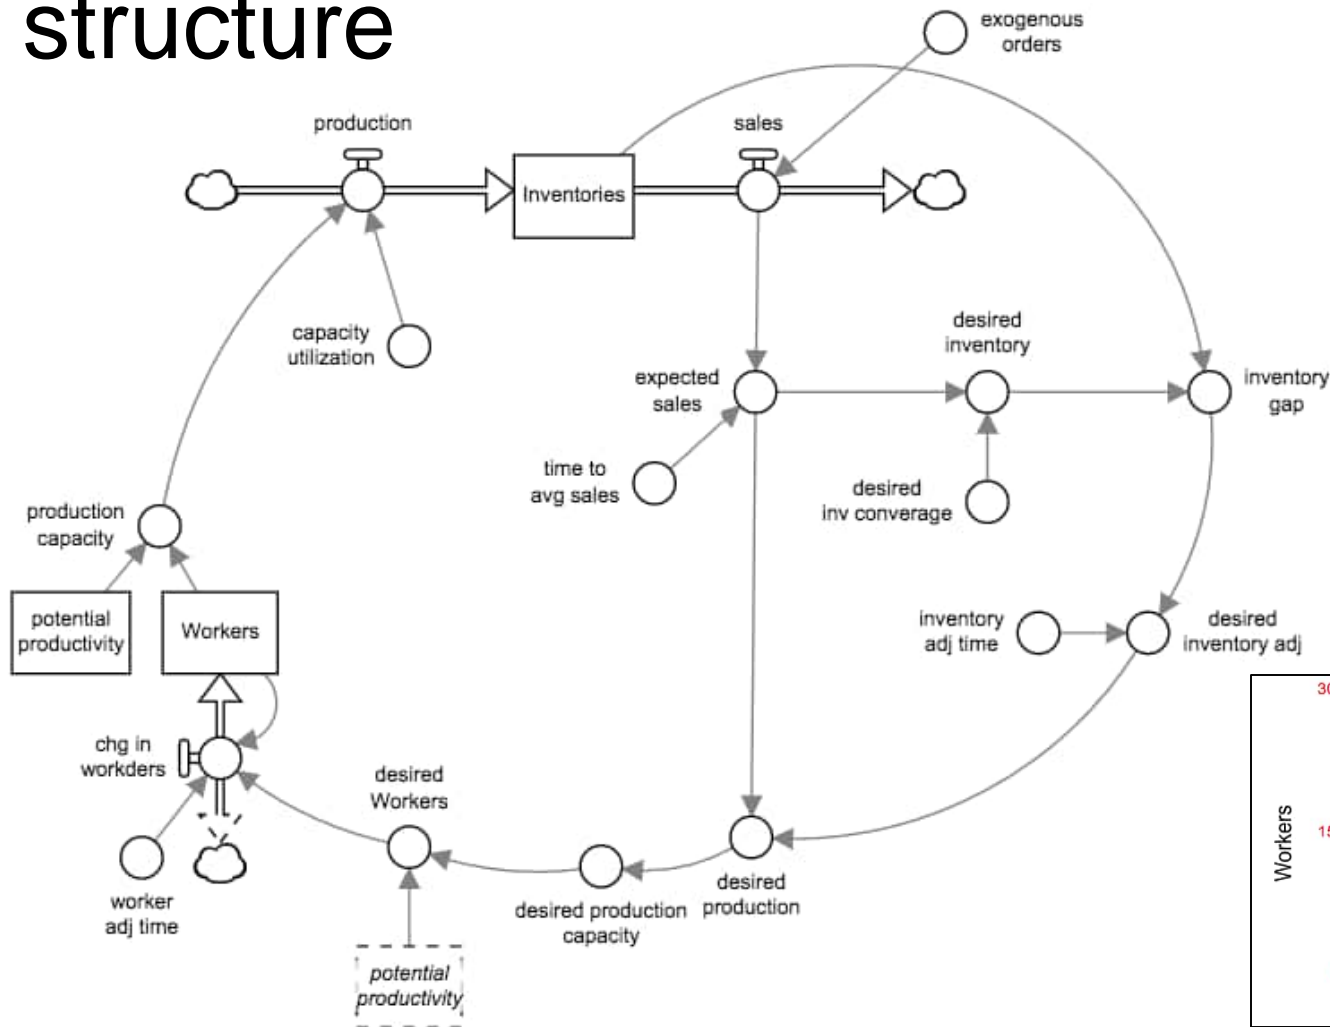 structure
exogenous
orders
production
sales
Inventories
capacity
utilization
desired
inventory
expected
sales
inventory
gap
time to
avg sales
desired
inv converage
production
capacity
potential
productivity
Workers
inventory
adj time
desired
inventory adj
chg in
workders
desired
Workers
worker
adj time
desired production
capacity
desired
production
potential
productivity
30
Workers
15